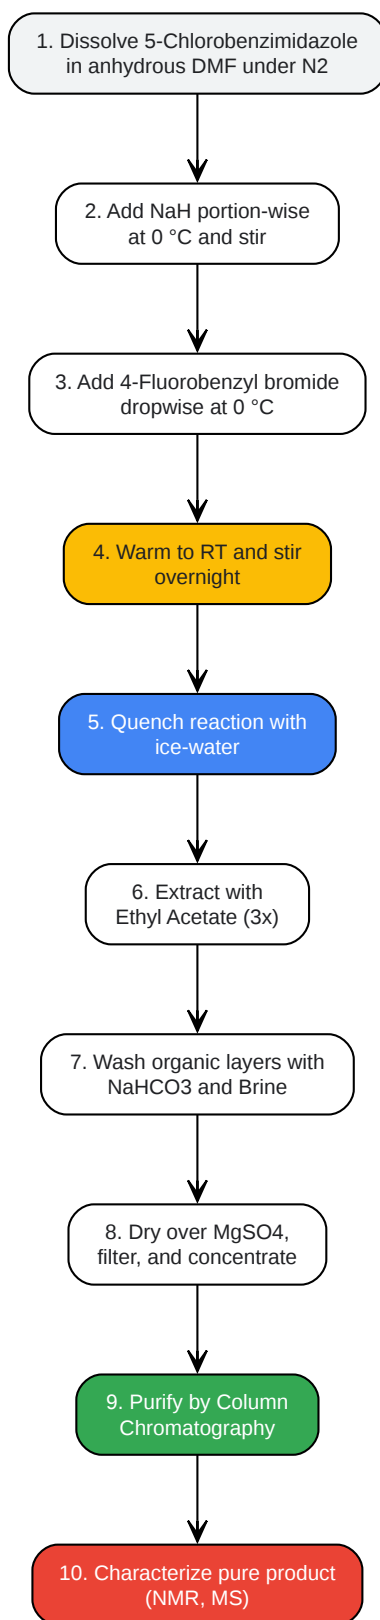 1. Dissolve 5-Chlorobenzimidazole
in anhydrous DMF under N2
2. Add NaH portion-wise
at 0 °C and stir
3. Add 4-Fluorobenzyl bromide
dropwise at 0 °C
4. Warm to RT and stir
overnight
5. Quench reaction with
ice-water
6. Extract with
Ethyl Acetate (3x)
7. Wash organic layers with
NaHCO3 and Brine
8. Dry over MgSO4,
filter, and concentrate
9. Purify by Column
Chromatography
10. Characterize pure product
(NMR, MS)